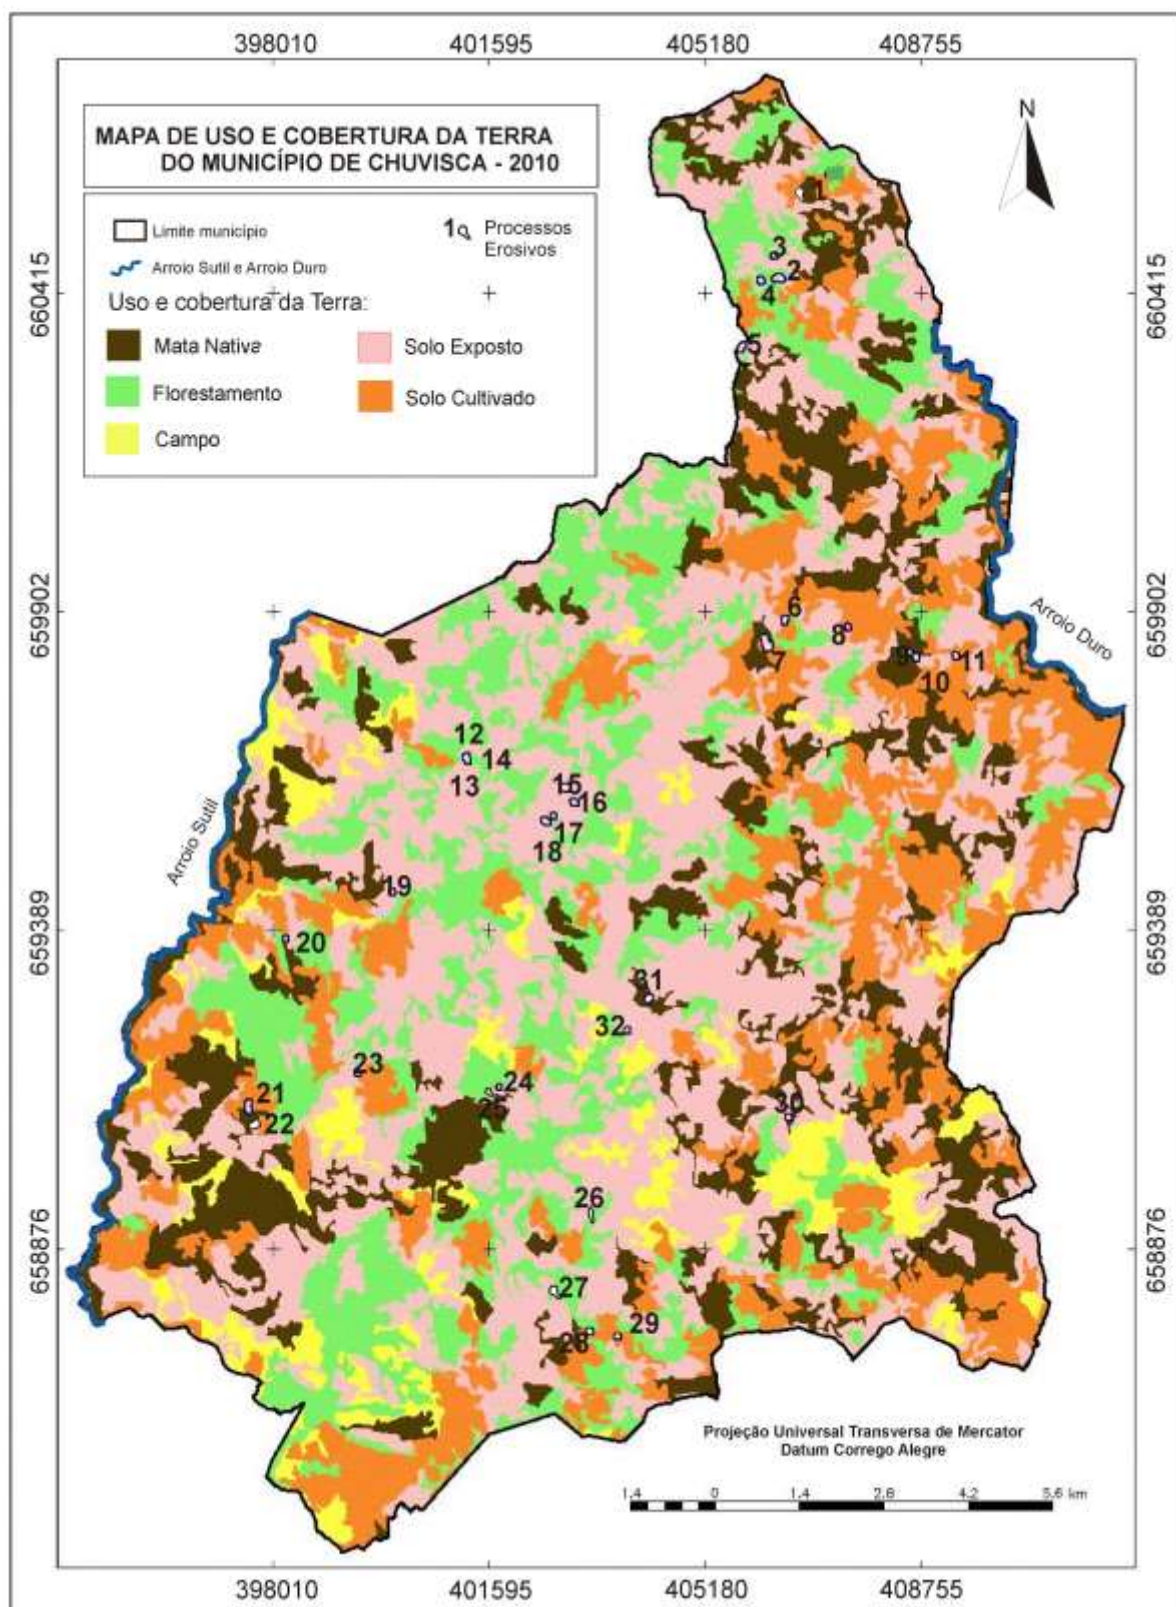 398010 401595 405180 408755
MAPA DE USO E COBERTURA DA TERRA
DO MUNICÍPIO DE CHUVISCA - 2010
N
Limite município
1 Processos
Erosivos
Arroio Sutil e Arroio Duro
Uso e cobertura da Terra:
Mata Nativa
Solo Exposto
Florestamento
Solo Cultivado
Campo
1
3
2
4
660415
660415
5
659902
659902
6
8
7
9
11
10
Arroio Duro
12
14
13
15
16
17
18
Arroio Sutil
19
659389
659389
20
31
32
23
24
25
21
22
30
26
658876
658876
27
29
28
Projeção Universal Transversa de Mercator
Datum Corrego Alegre
1.4 0 1.4 2.8 4.2 5.6 km
398010 401595 405180 408755